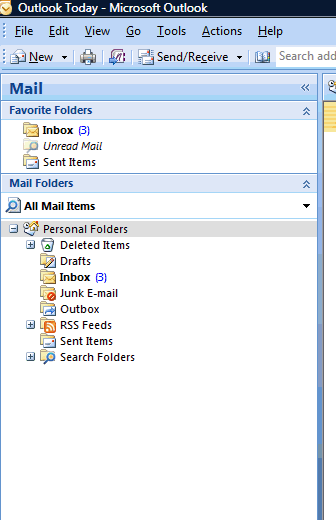 Outlook Today - Microsoft Outlook
File Edit View Go Tools Actions Help
New Send/Receive Search add
Mail
Favorite Folders
Inbox (3)
Unread Mail
Sent Items
Mail Folders
All Mail Items
Personal Folders
Deleted Items
Drafts
Inbox (3)
Junk E-mail
Outbox
RSS Feeds
Sent Items
Search Folders